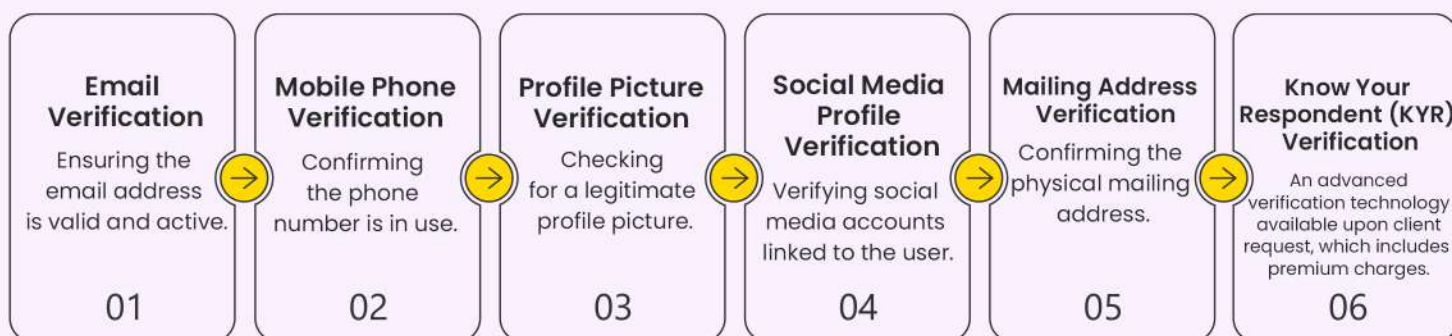 Email
Verification
Ensuring the
email address
is valid and active.
01
Mobile Phone
Verification
Confirming
the phone
number is in use.
02
Profile Picture
Verification
Checking
for a legitimate
profile picture.
03
Social Media
Profile
Verification
Verifying social
media accounts
linked to the user.
04
Mailing Address
Verification
Confirming the
physical mailing
address.
05
Know Your
Respondent (KYR)
Verification
An advanced
verification technology
available upon client
request, which includes
premium charges.
06